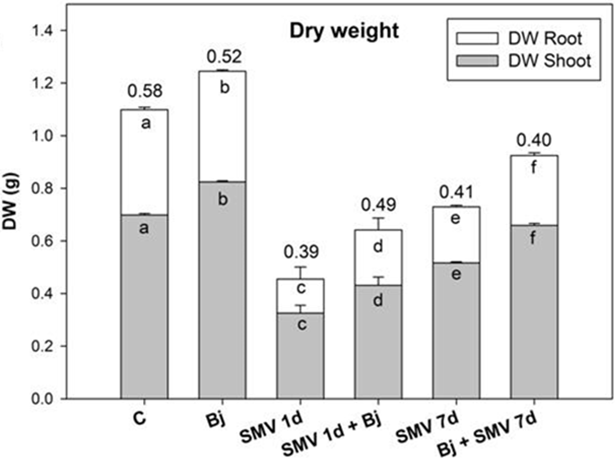 Dry weight
DW Root
DW Shoot
DW (g)
1.4
1.2
1.0
0.8
0.6
0.4
0.2
0.0
0.58
0.52
0.39
0.49
0.41
0.40
a
b
c
d
e
f
a
b
c
d
e
f
C
Bj
SMV 1d
SMV 1d + Bj
SMV 7d
Bj + SMV 7d